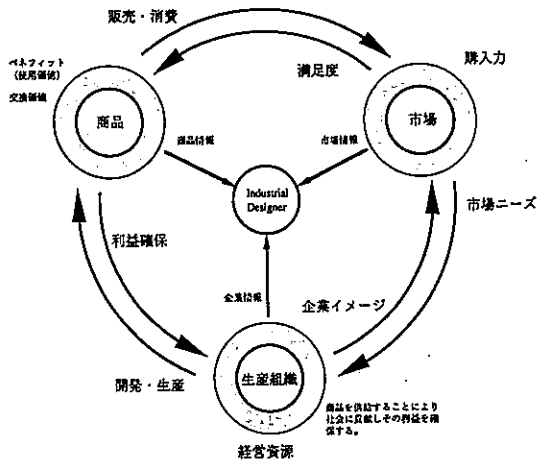 販売・消費
ベネフィット
(使用価値)
交換価値
商品
満足度
購入力
市場
商品情報
市場情報
Industrial
Designer
市場ニーズ
利益確保
企業情報
企業イメージ
開発・生産
生産組織
商品を供給することにより
社会に貢献しその利益を確
保する。
経営資源